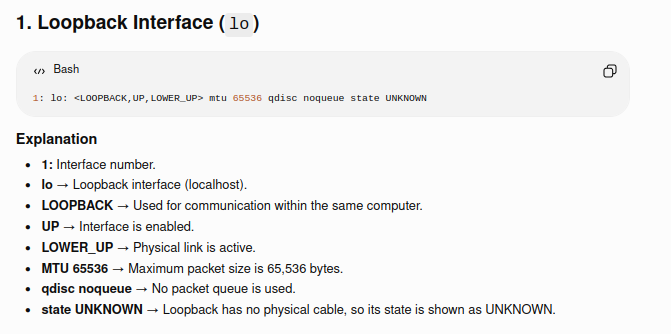 1. Loopback Interface (lo)
Bash
1: lo: <LOOPBACK,UP,LOWER_UP> mtu 65536 qdisc noqueue state UNKNOWN
Explanation
• 1: Interface number.
• lo → Loopback interface (localhost).
• LOOPBACK → Used for communication within the same computer.
• UP → Interface is enabled.
• LOWER_UP → Physical link is active.
• MTU 65536 → Maximum packet size is 65,536 bytes.
• qdisc noqueue → No packet queue is used.
• state UNKNOWN → Loopback has no physical cable, so its state is shown as UNKNOWN.